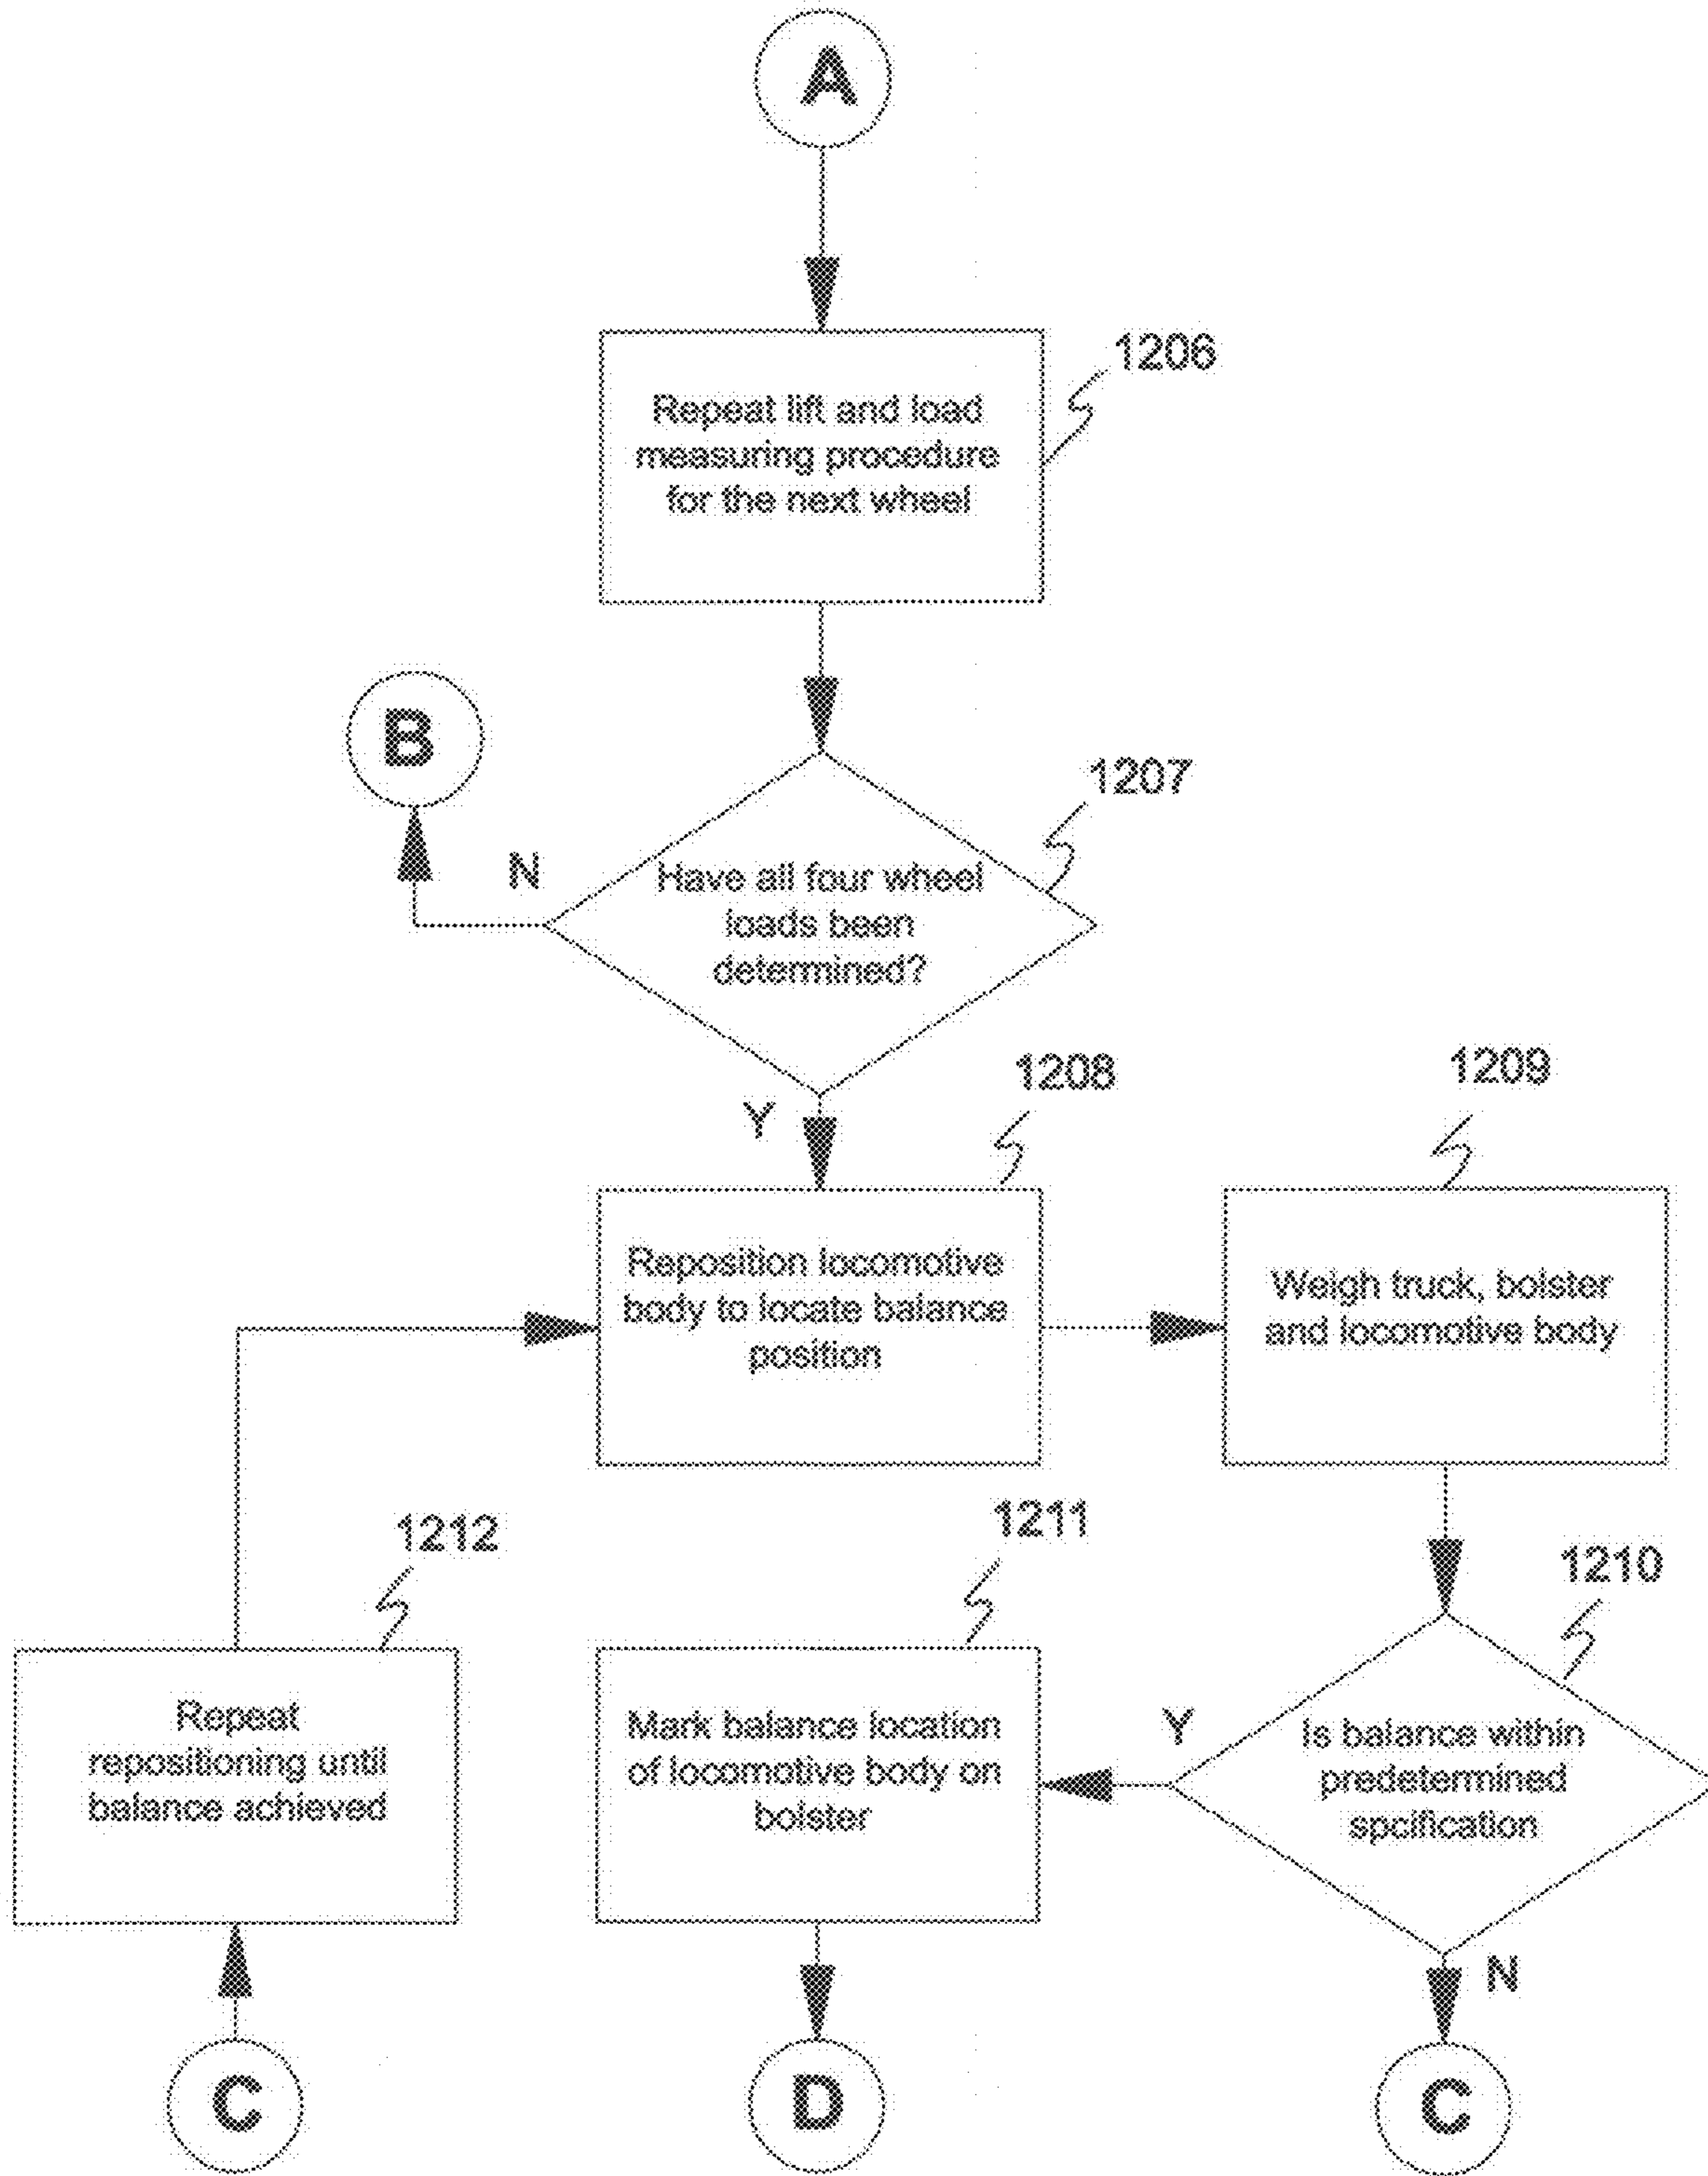 A
1206
Repeat lift and load
measuring procedure
for the next wheel
B
1207
N
Have all four wheel
loads been
determined?
Y
1208
1209
Reposition locomotive
body to locate balance
position
Weigh truck, bolster
and locomotive body
1212
1211
1210
Repeat
repositioning until
balance achieved
Mark balance location
of locomotive body on
bolster
Y
Is balance within
predetermined
spcification
N
C
D
C